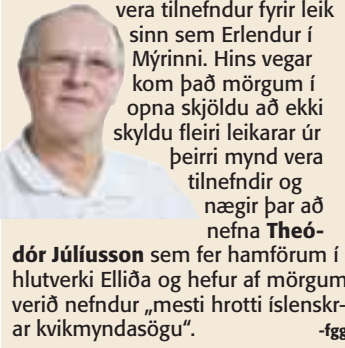 vera tilnefndur fyrir leik
sinn sem Erlendur í
Mýrinni. Hins vegar
kom það mörgum í
opna skjöldu að ekki
skyldu fleiri leikarar úr
þeirri mynd vera
tilnefndir og
nægir þar að
nefna Theó-
dór Júlíusson sem fer hamförum í
hlutverki Elliða og hefur af mörgum
verið nefndur „mesti hrotti íslenskr-
ar kvikmyndasögu“. -fgg